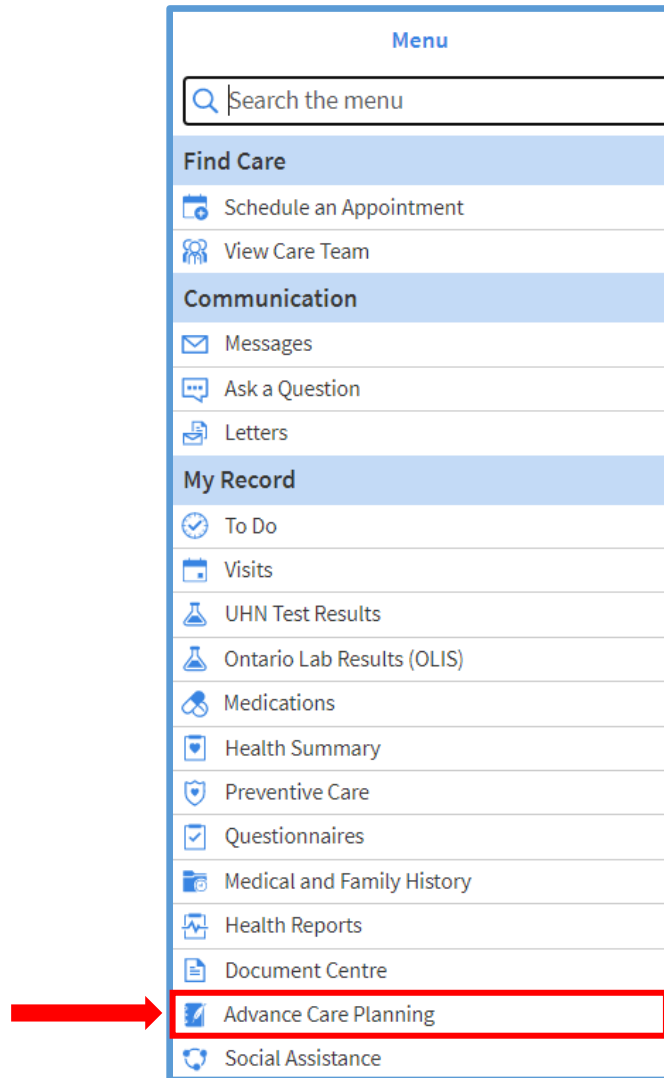 Menu
Search the menu
Find Care
Schedule an Appointment
View Care Team
Communication
Messages
Ask a Question
Letters
My Record
To Do
Visits
UHN Test Results
Ontario Lab Results (OLIS)
Medications
Health Summary
Preventive Care
Questionnaires
Medical and Family History
Health Reports
Document Centre
Advance Care Planning
Social Assistance